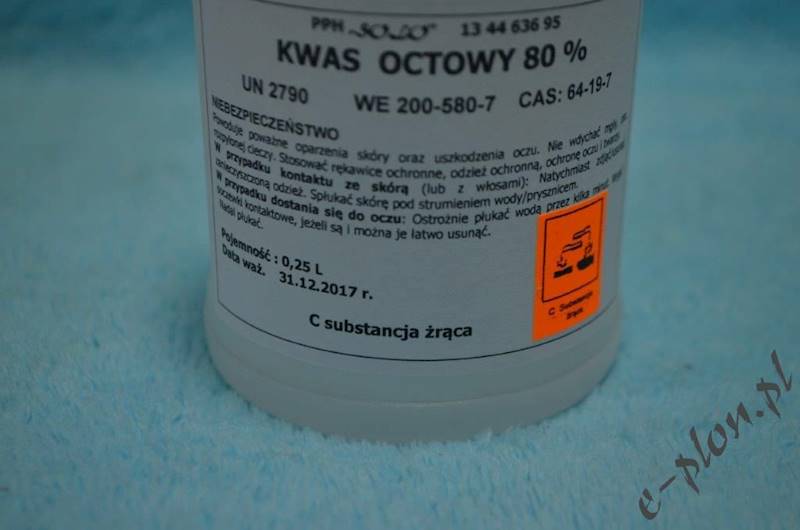 PPH SOLO 13 44 636 95
KWAS OCTOWY 80 %
UN 2790 WE 200-580-7 CAS: 64-19-7
NIEBEZPIECZEŃSTWO
Powoduje poważne oparzenia skóry oraz uszkodzenia oczu. Nie wdychać mgły
rozpylonej cieczy. Stosować rękawice ochronne, odzież ochronną, ochronę oczu i twarzy.
W przypadku kontaktu ze skórą (lub z włosami): Natychmiast zdjąć
zanieczyszczoną odzież. Spłukać skórę pod strumieniem wody/prysznicem.
W przypadku dostania się do oczu: Ostrożnie płukać wodą przez kilka minut.
soczewki kontaktowe, jeżeli są i można je łatwo usunąć.
Nadal płukać.
Pojemność : 0,25 L
Data waż. 31.12.2017 r.
C substancja żrąca
C Substancja
żrąca
e-plon.pl